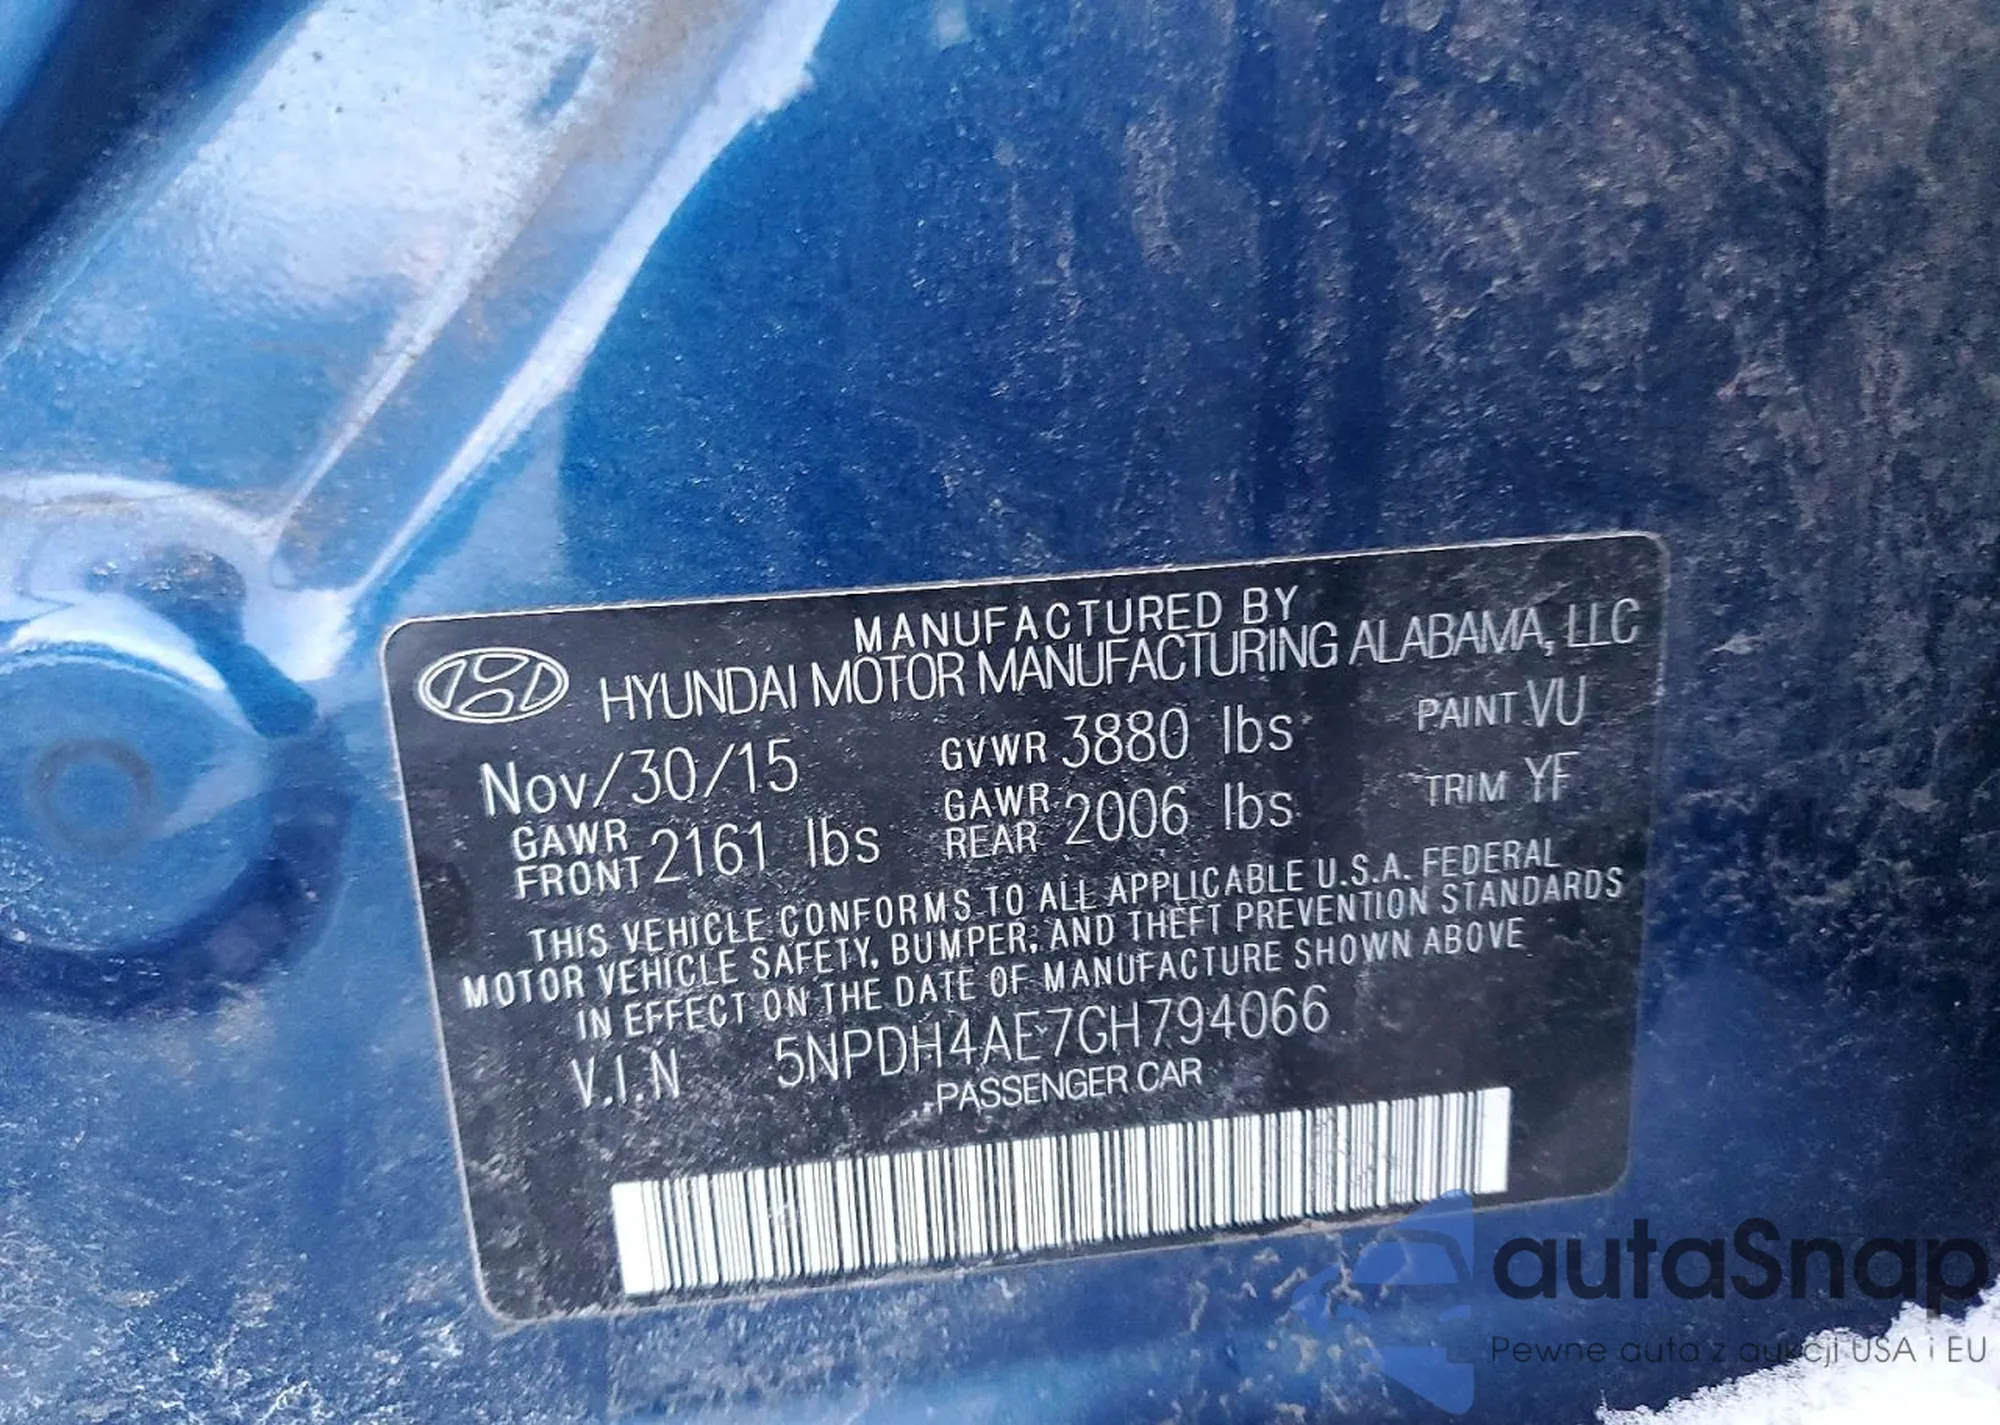 MANUFACTURED BY
HYUNDAI MOTOR MANUFACTURING ALABAMA, LLC
Nov/30/15 GVWR 3880 lbs PAINT VU
GAWR FRONT 2161 lbs GAWR REAR 2006 lbs TRIM YF
THIS VEHICLE CONFORMS TO ALL APPLICABLE U.S.A. FEDERAL
MOTOR VEHICLE SAFETY, BUMPER, AND THEFT PREVENTION STANDARDS
IN EFFECT ON THE DATE OF MANUFACTURE SHOWN ABOVE
V.I.N 5NPDH4AE7GH794066
PASSENGER CAR
autaSnap
Pewne auta z aukcji USA i EU